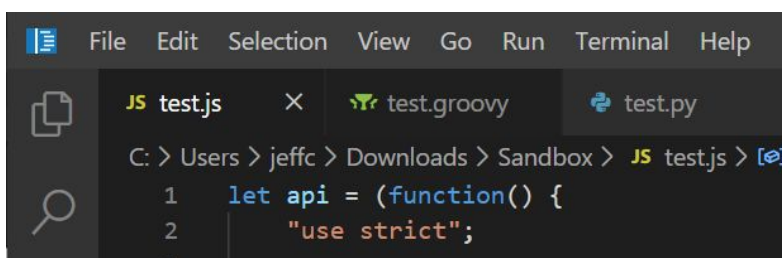 File Edit Selection View Go Run Terminal Help
JS test.js × test.groovy test.py
C: > Users > jeffc > Downloads > Sandbox > JS test.js >
1 let api = (function() {
2 "use strict";